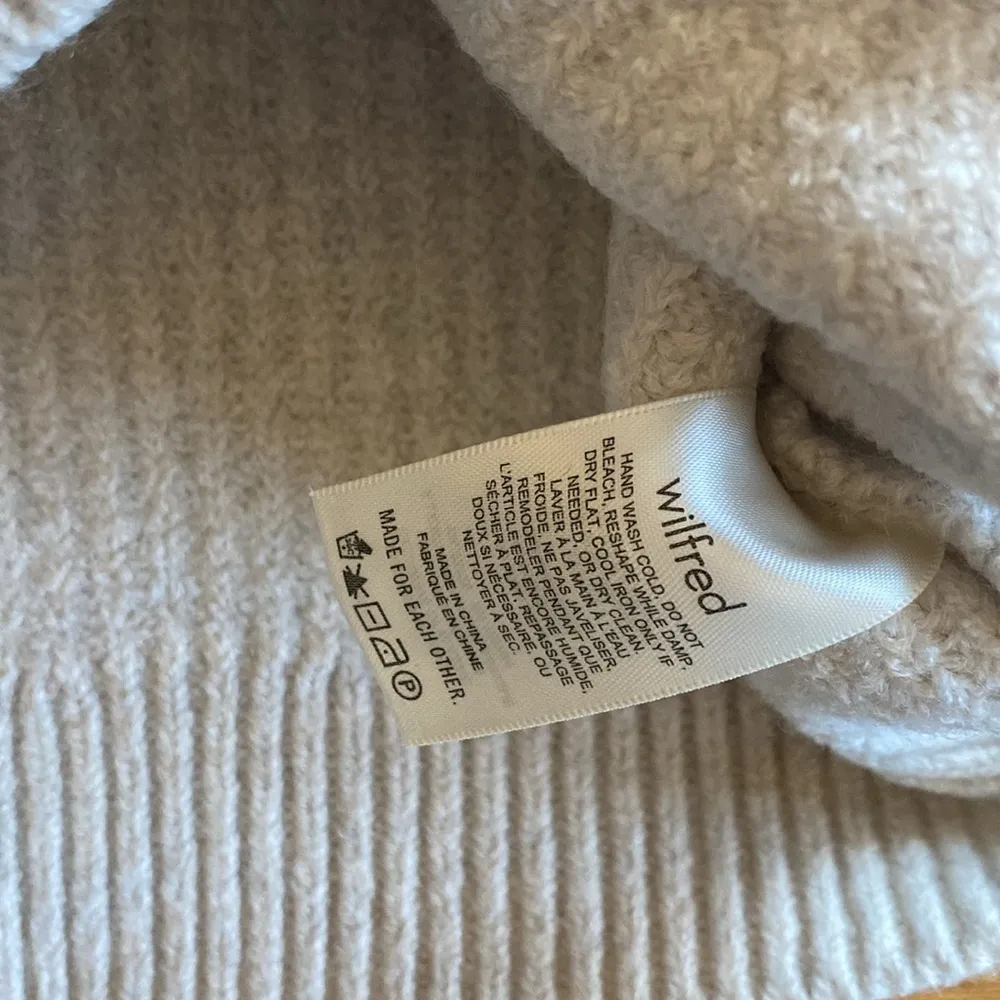 wilfred
HAND WASH COLD. DO NOT
BLEACH. RESHAPE WHILE DAMP.
DRY FLAT. COOL IRON ONLY IF
NEEDED, OR DRY CLEAN.
LAVER À LA MAIN À L'EAU
FROIDE, NE PAS JAVELISER.
REMODELER PENDANT QUE
L'ARTICLE EST ENCORE HUMIDE.
SÉCHER À PLAT. REPASSAGE
DOUX SI NÉCESSAIRE, OU
NETTOYER À SEC.
MADE IN CHINA
FABRIQUÉ EN CHINE
MADE FOR EACH OTHER.
P